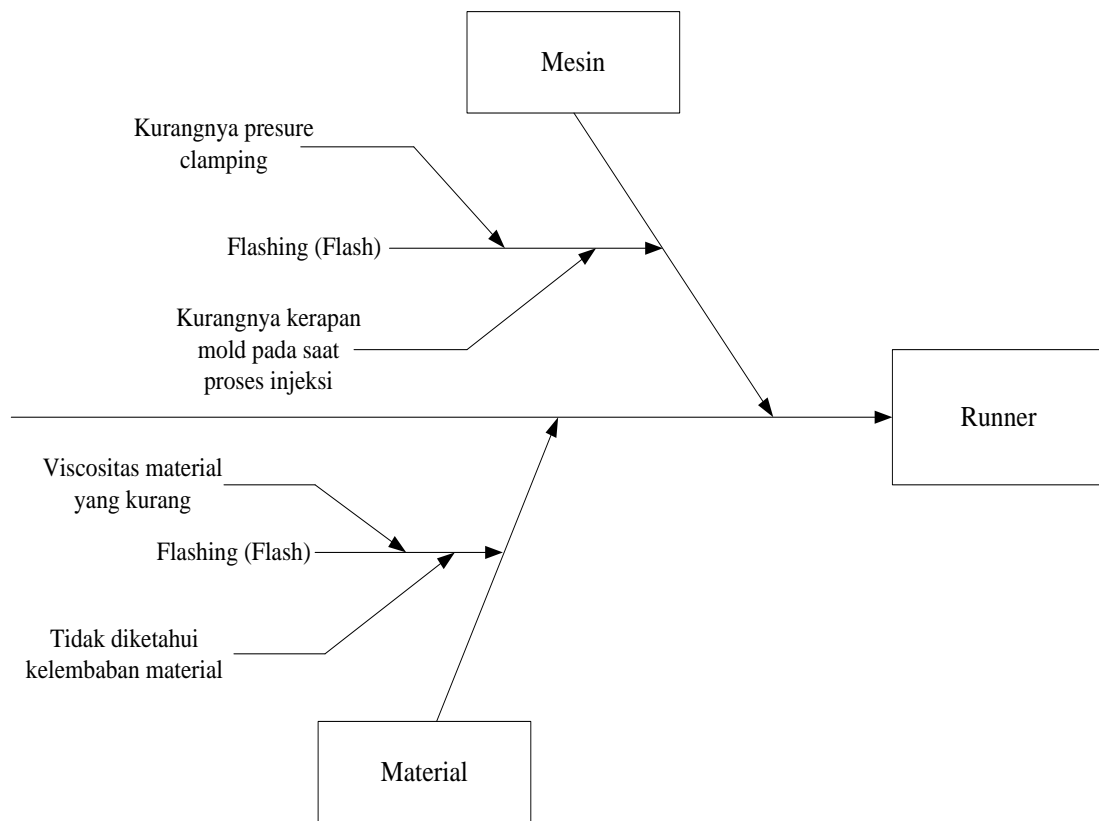 Mesin
Kurangnya presure
clamping
Flashing (Flash)
Kurangnya kerapan
mold pada saat
proses injeksi
Runner
Viscositas material
yang kurang
Flashing (Flash)
Tidak diketahui
kelembaban material
Material